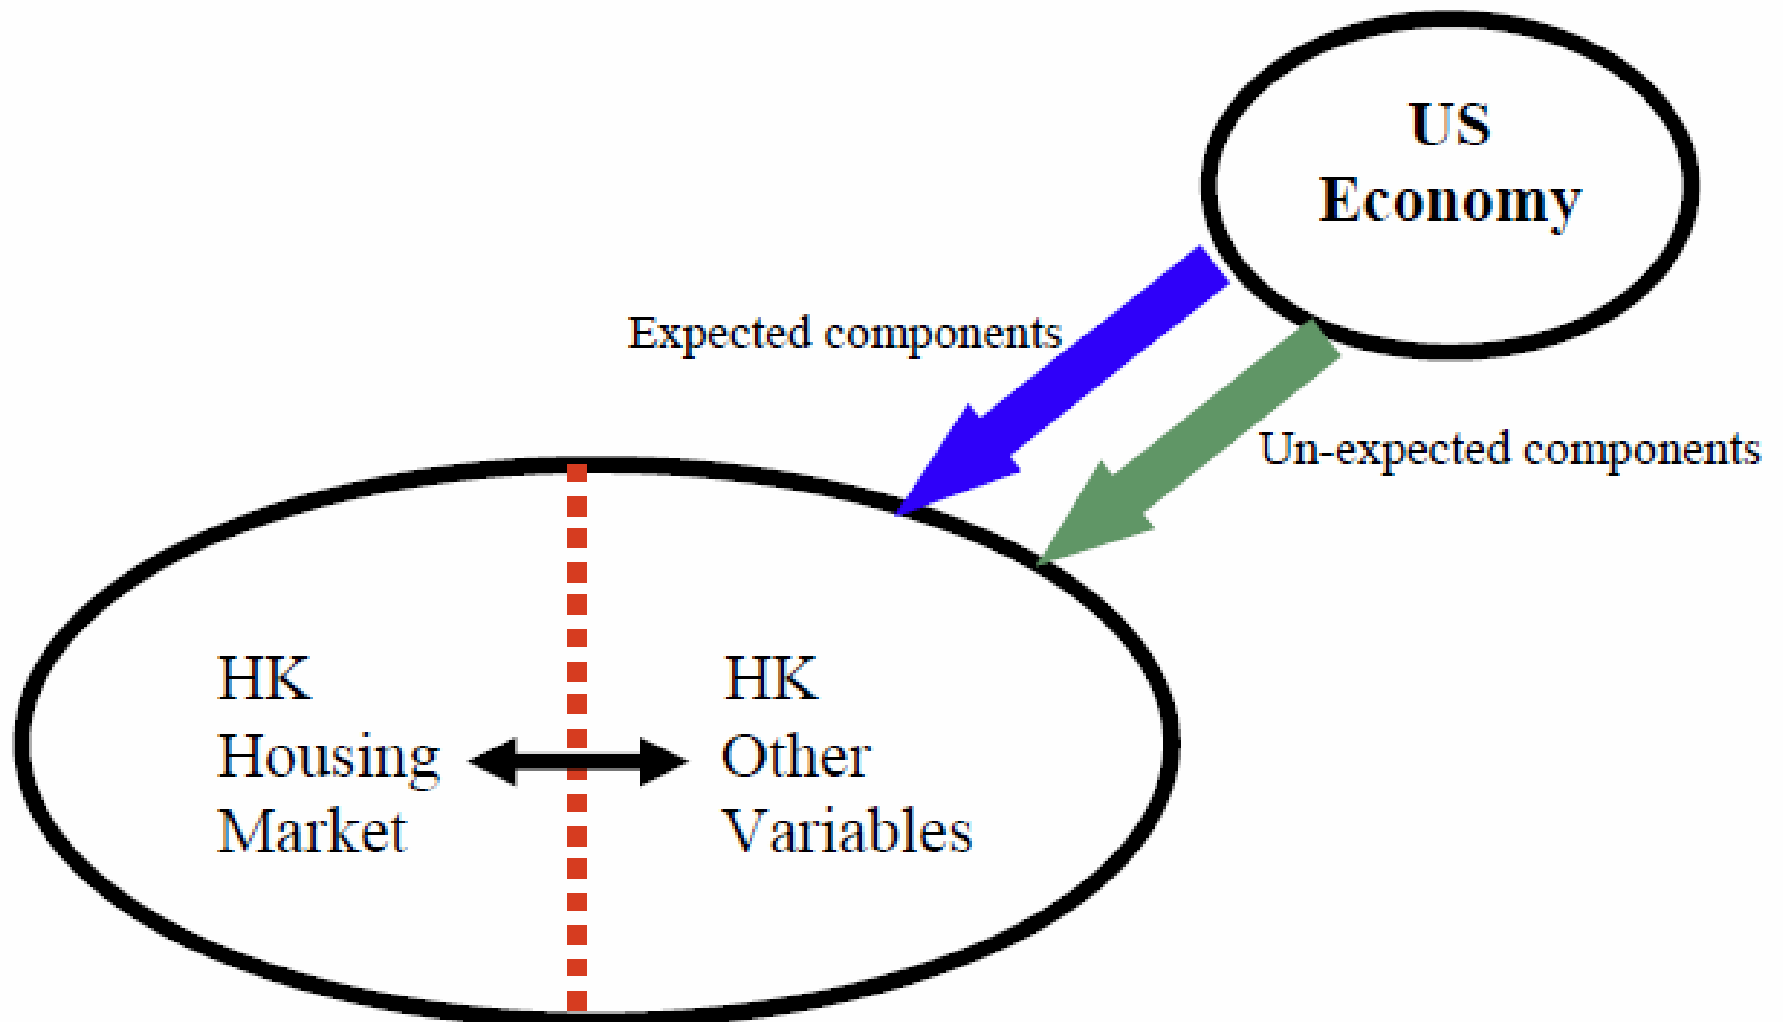 US
Economy
Expected components
Un-expected components
HK
Housing
Market
HK
Other
Variables